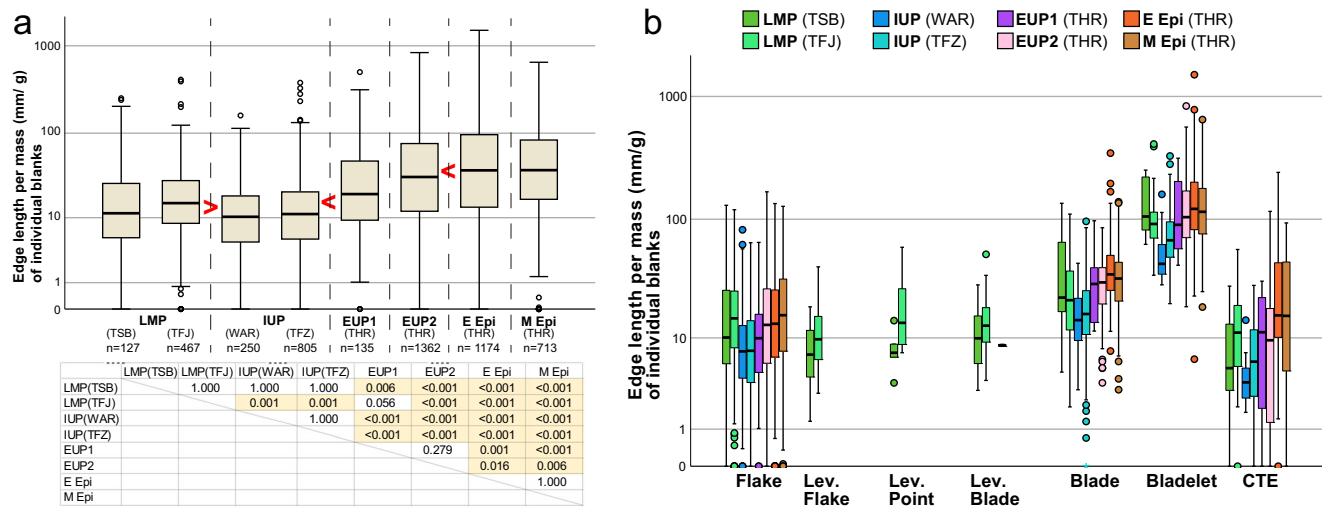 a
Edge length per mass (mm/ g)
of individual blanks
1000
100
10
1
0
> < <
LMP IUP EUP1 EUP2 E Epi M Epi
(TSB) (TFJ) (WAR) (TFZ) (THR) (THR) (THR) (THR)
n=127 n=467 n=250 n=805 n=135 n=1362 n= 1174 n=713
LMP(TSB) LMP(TFJ) IUP(WAR) IUP(TFZ) EUP1 EUP2 E Epi M Epi
LMP(TSB) 1.000 1.000 1.000 0.006 <0.001 <0.001 <0.001
LMP(TFJ) 0.001 0.001 0.056 <0.001 <0.001 <0.001
IUP(WAR) 1.000 <0.001 <0.001 <0.001 <0.001
IUP(TFZ) <0.001 <0.001 <0.001 <0.001
EUP1 0.279 0.001 <0.001
EUP2 0.016 0.006
E Epi 1.000
M Epi
b
LMP (TSB) IUP (WAR) EUP1 (THR) E Epi (THR)
LMP (TFJ) IUP (TFZ) EUP2 (THR) M Epi (THR)
Edge length per mass (mm/g)
of individual blanks
1000
100
10
1
0
Flake Lev. Lev. Lev. Blade Bladelet CTE
Flake Point Blade